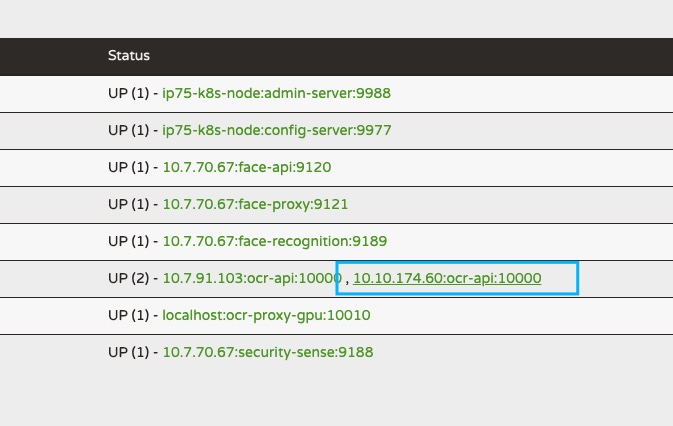 Status
UP (1) - ip75-k8s-node:admin-server:9988
UP (1) - ip75-k8s-node:config-server:9977
UP (1) - 10.7.70.67:face-api:9120
UP (1) - 10.7.70.67:face-proxy:9121
UP (1) - 10.7.70.67:face-recognition:9189
UP (2) - 10.7.91.103:ocr-api:10000 , 10.10.174.60:ocr-api:10000
UP (1) - localhost:ocr-proxy-gpu:10010
UP (1) - 10.7.70.67:security-sense:9188